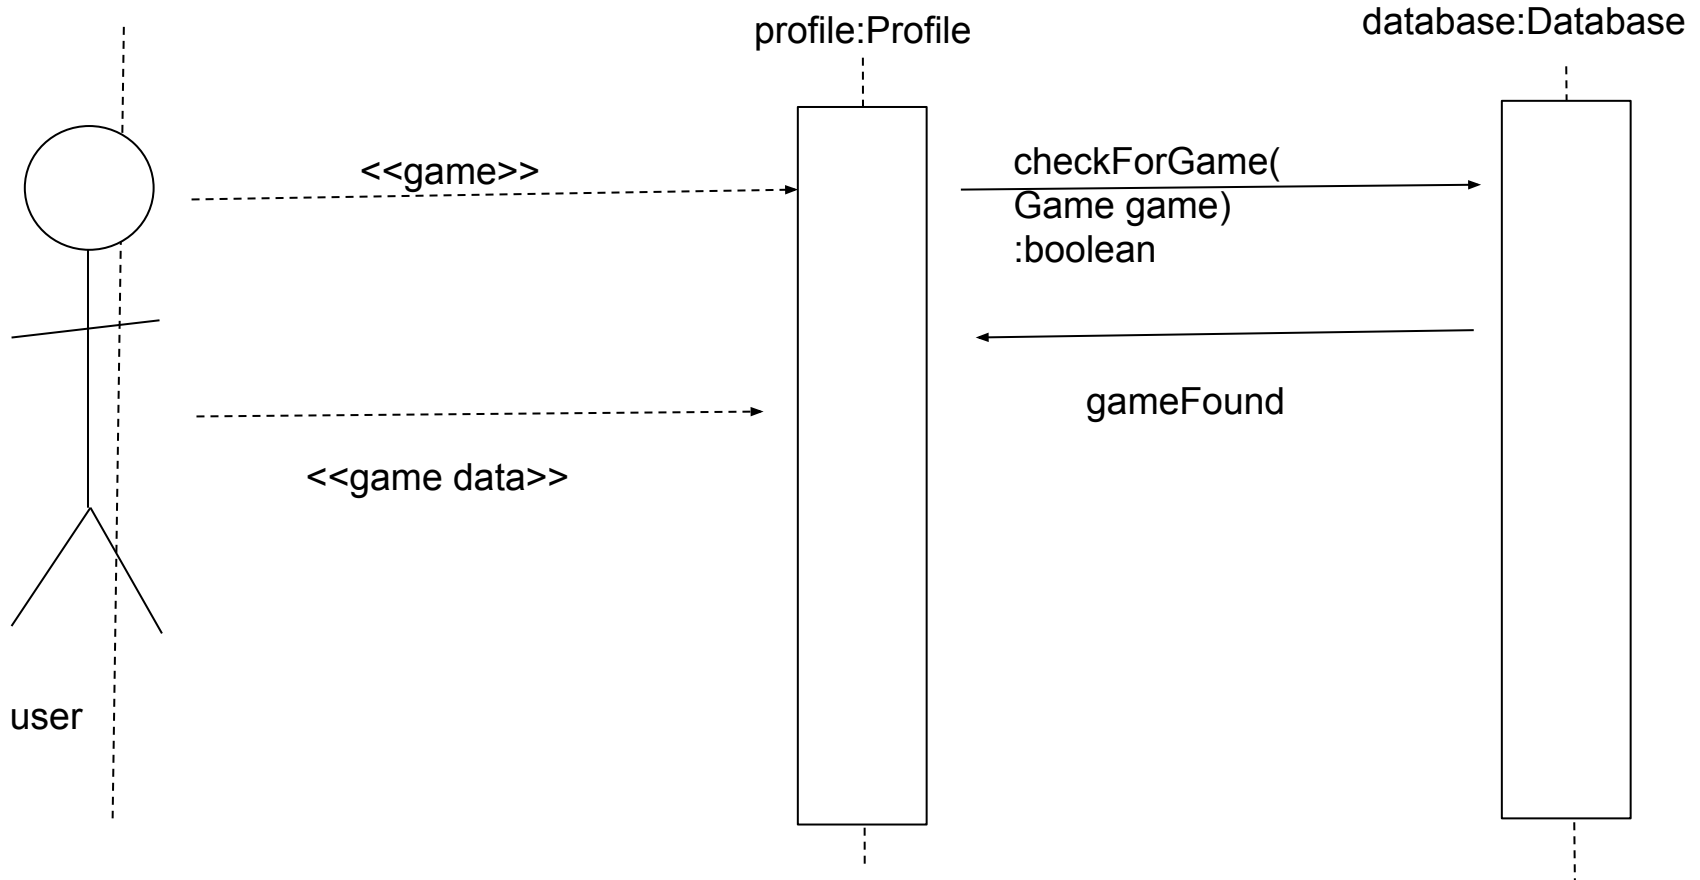 profile:Profile
database:Database
<<game>>
checkForGame(
Game game)
:boolean
gameFound
<<game data>>
user